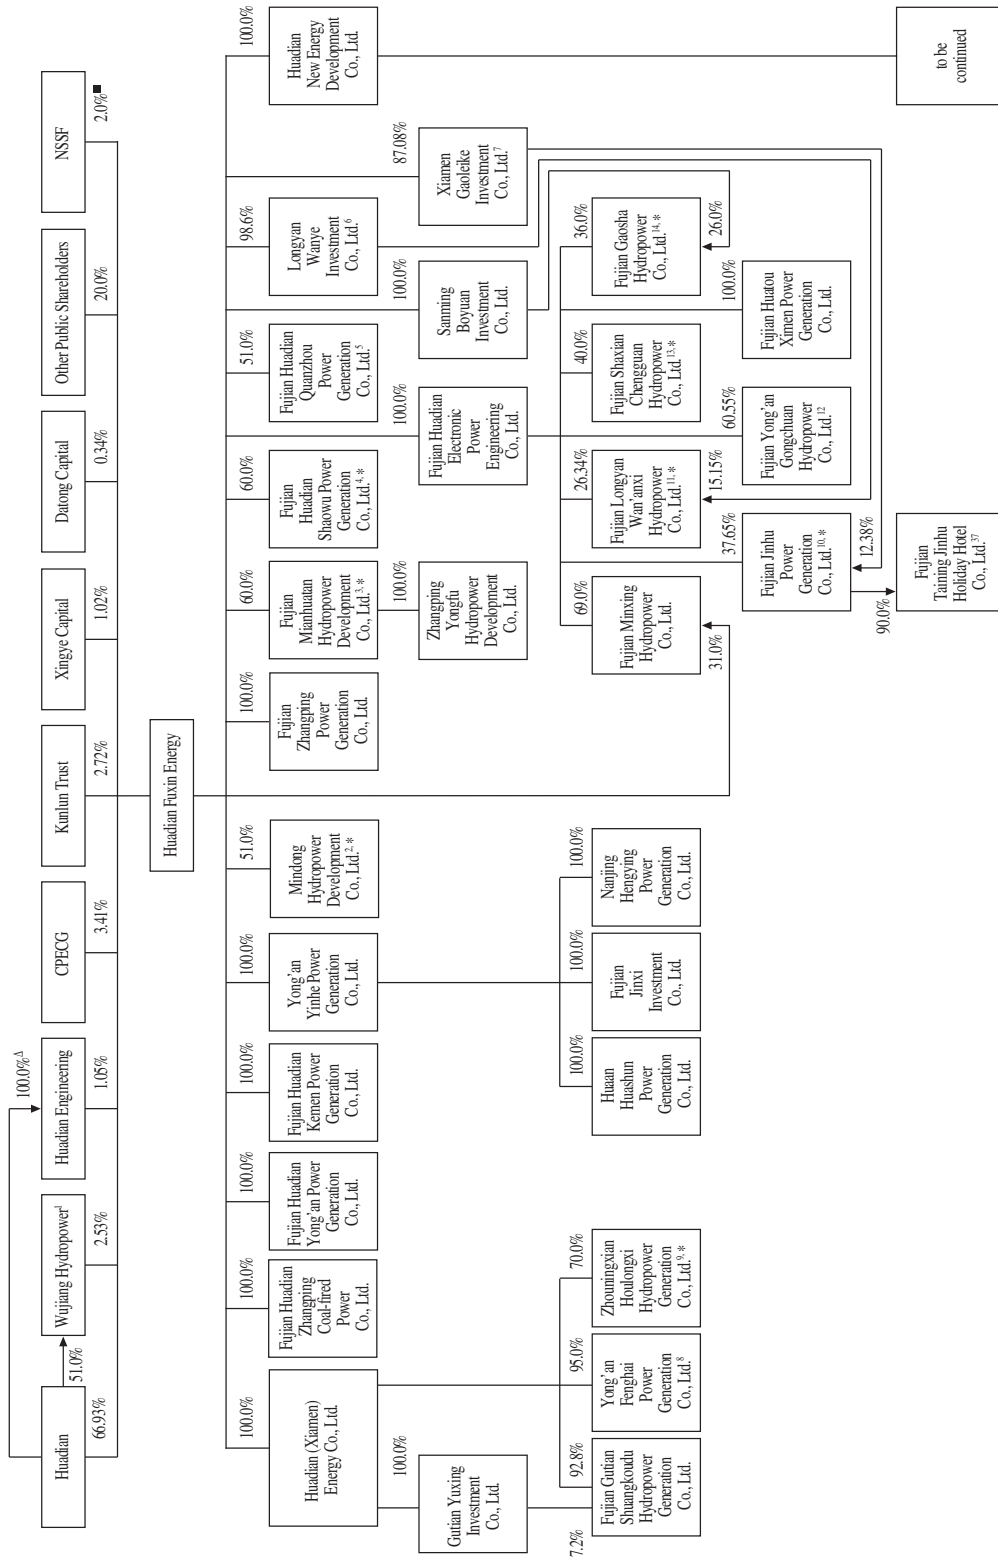 100.0%Δ
Huadian
51.0%
Wujiang Hydropower1
Huadian Engineering
CPECG
Kunlun Trust
Xingye Capital
Datong Capital
Other Public Shareholders
NSSF
66.93%
2.53%
1.05%
3.41%
2.72%
1.02%
0.34%
20.0%
2.0%■
Huadian Fuxin Energy
100.0%
100.0%
100.0%
100.0%
100.0%
51.0%
100.0%
60.0%
60.0%
51.0%
98.6%
100.0%
Huadian (Xiamen)
Energy Co., Ltd.
Fujian Huadian
Zhangping
Coal-fired
Power
Co., Ltd.
Fujian Huadian
Yong'an Power
Generation
Co., Ltd.
Fujian Huadian
Kemen Power
Generation
Co., Ltd.
Yong'an
Yinhe Power
Generation
Co., Ltd.
Mindong
Hydropower
Development
Co., Ltd.2, *
Fujian
Zhangping
Power
Generation
Co., Ltd.
Fujian
Mianhuatan
Hydropower
Development
Co., Ltd.3, *
Fujian
Huadian
Shaowu Power
Generation
Co., Ltd.4, *
Fujian Huadian
Quanzhou
Power
Generation
Co., Ltd.5
Longyan
Wanye
Investment
Co., Ltd.6
Huadian
New Energy
Development
Co., Ltd.
100.0%
100.0%
100.0%
100.0%
87.08%
Gutian Yuxing
Investment
Co., Ltd.
Zhangping
Yongfu
Hydropower
Development
Co., Ltd.
Fujian Huadian
Electronic
Power
Engineering
Co., Ltd.
Sanming
Boyuan
Investment
Co., Ltd.
Xiamen
Gaoleike
Investment
Co., Ltd.7
7.2%
92.8%
95.0%
70.0%
100.0%
100.0%
100.0%
69.0%
26.34%
40.0%
36.0%
Fujian Gutian
Shuangkoudu
Hydropower
Generation
Co., Ltd.
Yong'an
Fenghai
Power
Generation
Co., Ltd.8
Zhouningxian
Houlongxi
Hydropower
Generation
Co., Ltd.9, *
Huaan
Huashun
Power
Generation
Co., Ltd.
Fujian
Jinxi
Investment
Co., Ltd.
Nanjing
Hengying
Power
Generation
Co., Ltd.
Fujian Minxing
Hydropower
Co., Ltd.
Fujian Longyan
Wan'anxi
Hydropower
Co., Ltd.11, *
Fujian Shaxian
Chengguan
Hydropower
Co., Ltd.13, *
Fujian Gaosha
Hydropower
Co., Ltd.14, *
31.0%
37.65%
15.15%
60.55%
100.0%
26.0%
Fujian Jinhu
Power
Generation
Co., Ltd.10, *
Fujian Yong'an
Gongchuan
Hydropower
Co., Ltd.12
Fujian Huatou
Ximen Power
Generation
Co., Ltd.
90.0%
12.38%
Fujian
Taining Jinhu
Holiday Hotel
Co., Ltd.37
to be
continued